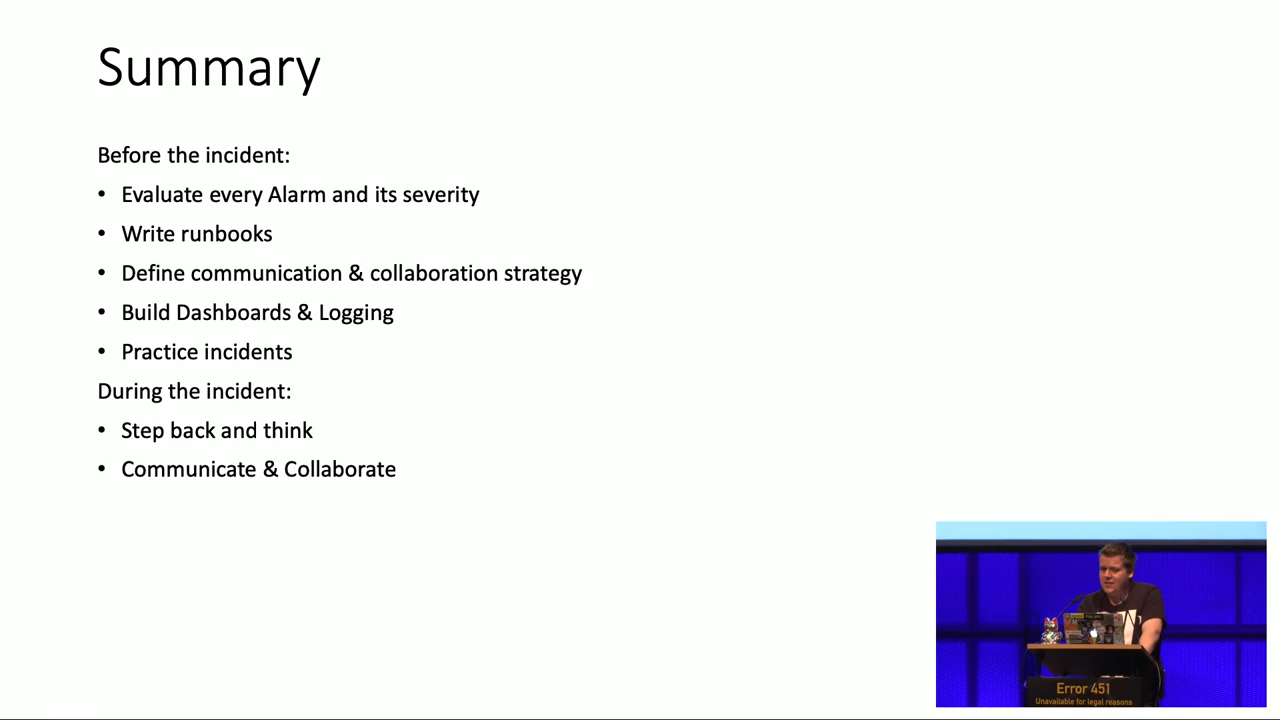 Summary
Before the incident:
• Evaluate every Alarm and its severity
• Write runbooks
• Define communication & collaboration strategy
• Build Dashboards & Logging
• Practice incidents
During the incident:
• Step back and think
• Communicate & Collaborate
Error 451
Unavailable for legal reasons